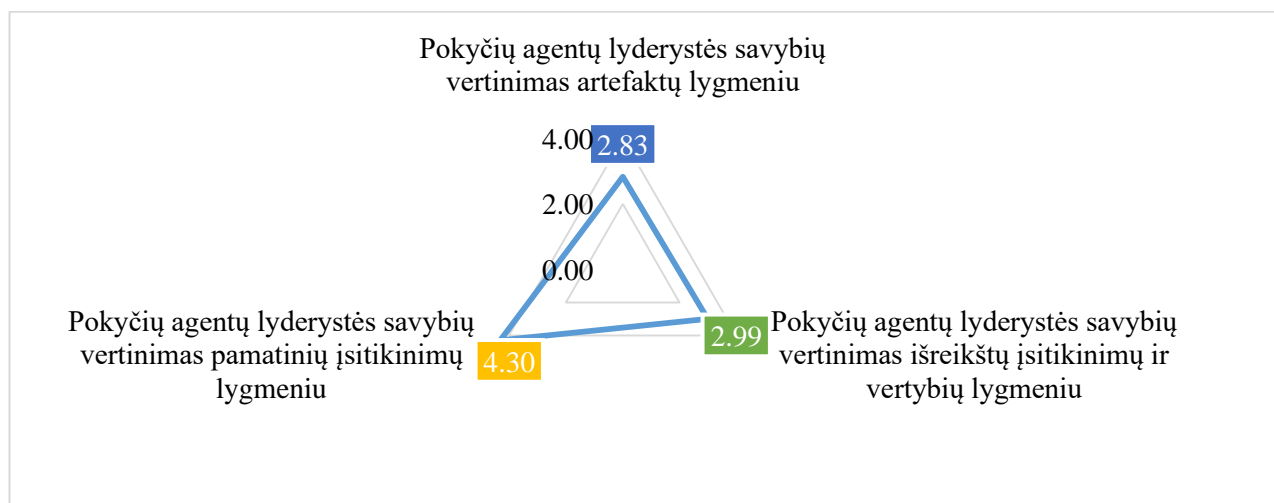 Pokyčių agentų lyderystės savybių
vertinimas artefaktų lygmeniu
4.00
2.83
2.00
0.00
Pokyčių agentų lyderystės savybių
vertinimas pamatinių įsitikinimų
lygmeniu
4.30
2.99
Pokyčių agentų lyderystės savybių
vertinimas išreikštų įsitikinimų ir
vertybių lygmeniu